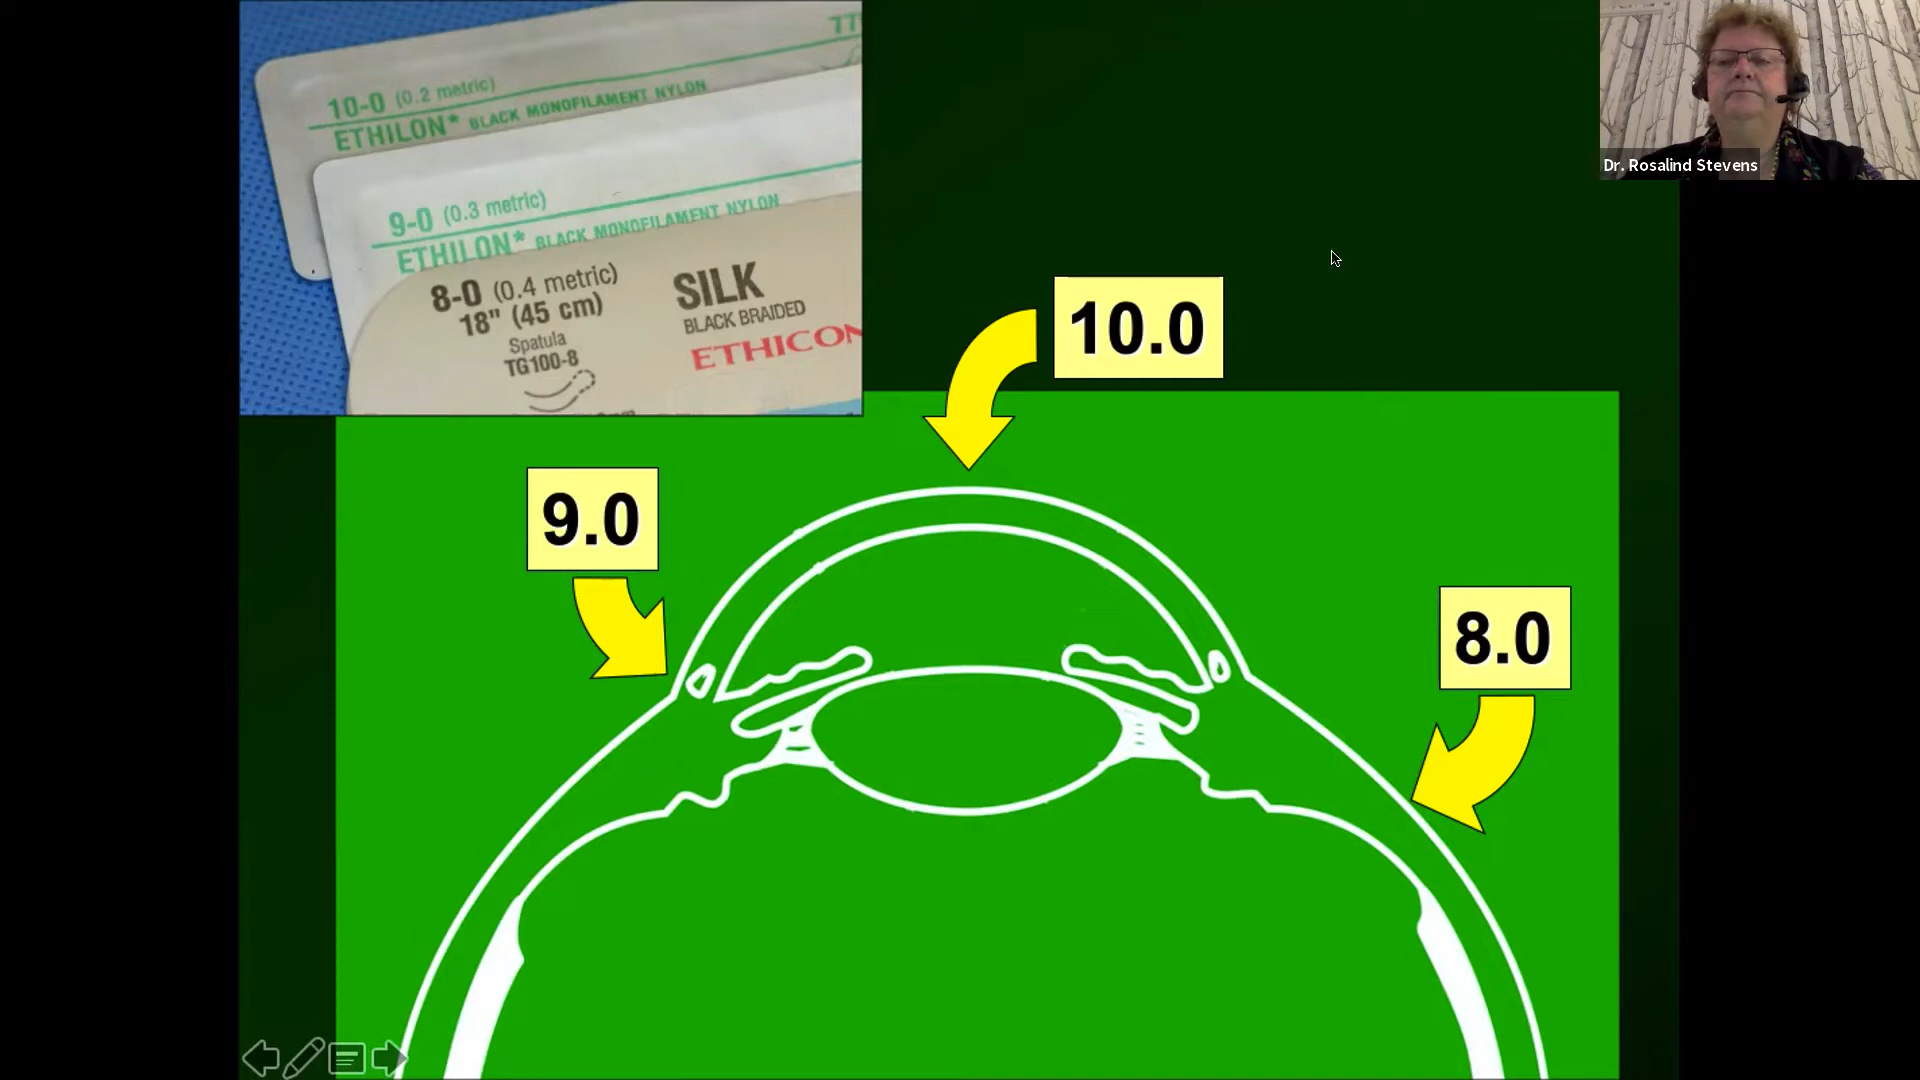 77
10-0 (0.2 metric)
ETHILON* BLACK MONOFILAMENT NYLON
9-0 (0.3 metric)
ETHILON* BLACK MONOFILAMENT NYLON
8-0 (0.4 metric)
18" (45 cm)
Spatula
TG100-8
SILK
BLACK BRAIDED
ETHICON
Dr. Rosalind Stevens
10.0
9.0
8.0